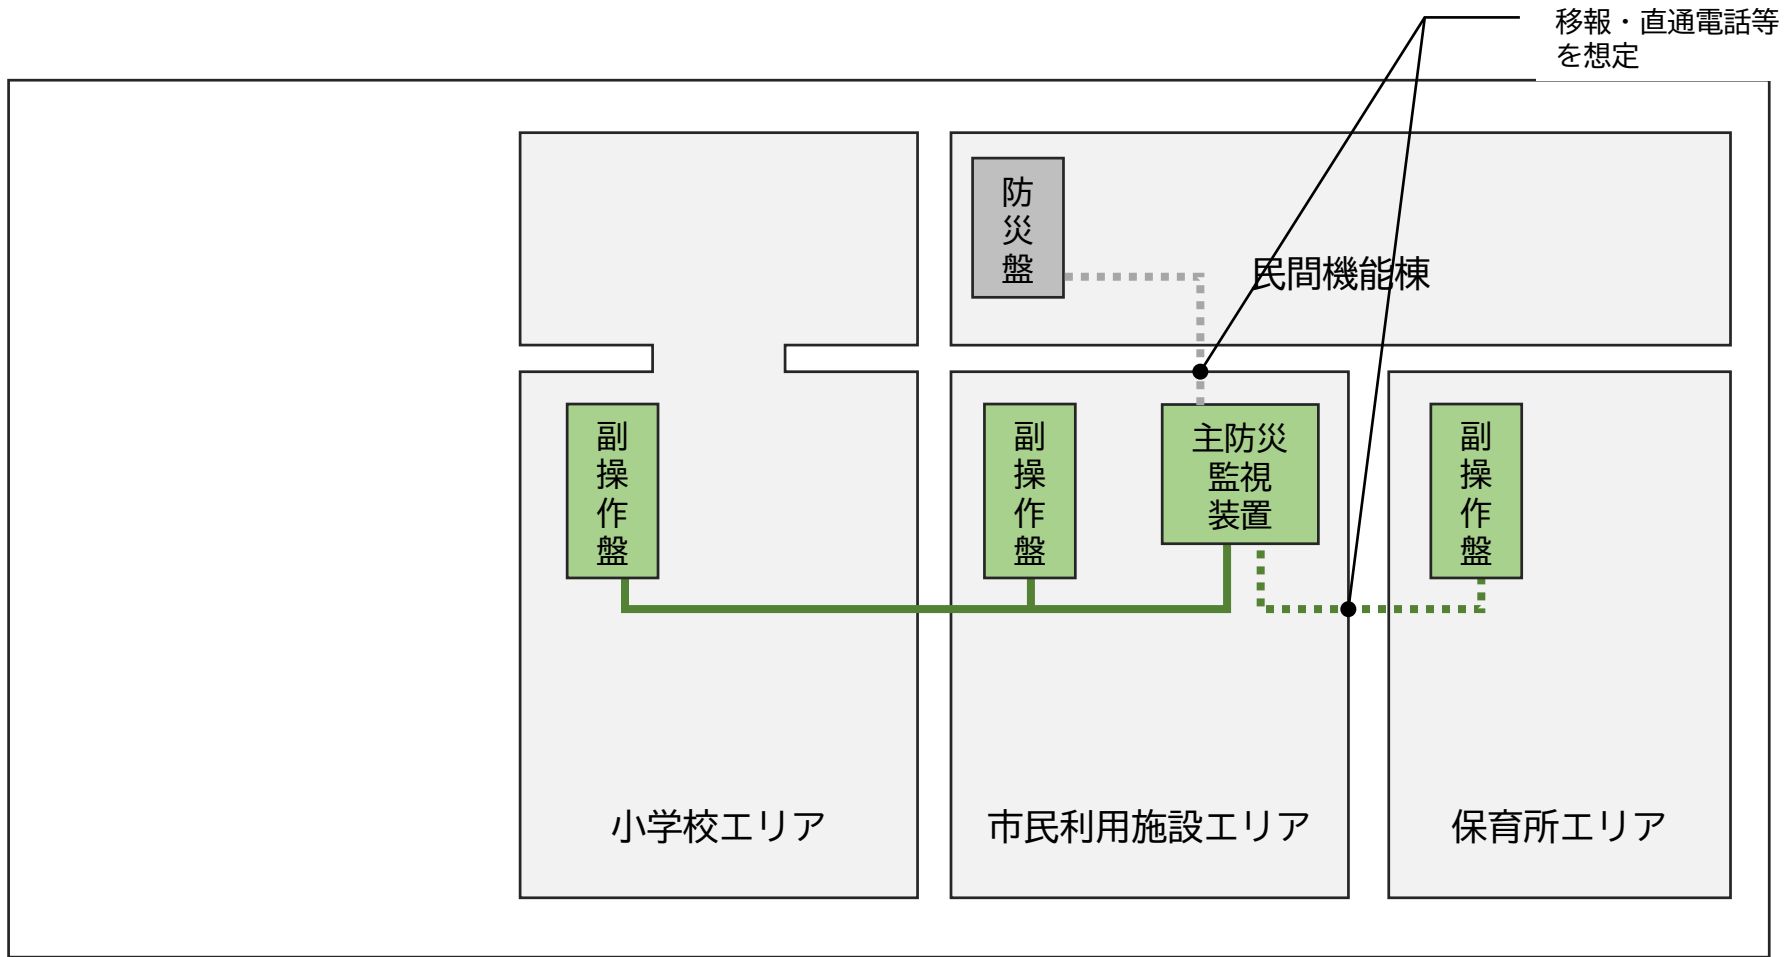 移報・直通電話等
を想定
防
災
盤
民間機能棟
副
操
作
盤
副
操
作
盤
主防災
監視
装置
副
操
作
盤
小学校エリア
市民利用施設エリア
保育所エリア